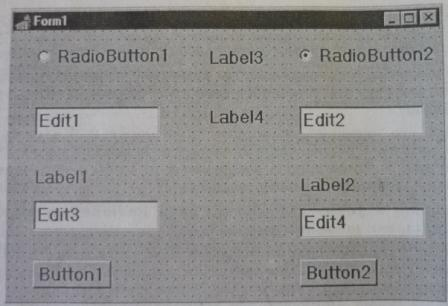 Form1
RadioButton1 Label3 RadioButton2
Edit1 Label4 Edit2
Label1 Label2
Edit3 Edit4
Button1 Button2